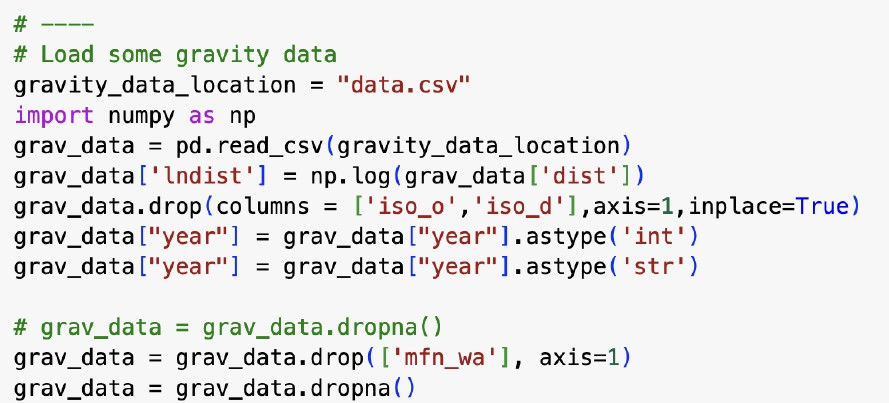 # ––––
# Load some gravity data
gravity_data_location = "data.csv"
import numpy as np
grav_data = pd.read_csv(gravity_data_location)
grav_data['lndist'] = np.log(grav_data['dist'])
grav_data.drop(columns = ['iso_o','iso_d'],axis=1,inplace=True)
grav_data["year"] = grav_data["year"].astype('int')
grav_data["year"] = grav_data["year"].astype('str')
# grav_data = grav_data.dropna()
grav_data = grav_data.drop(['mfn_wa'], axis=1)
grav_data = grav_data.dropna()